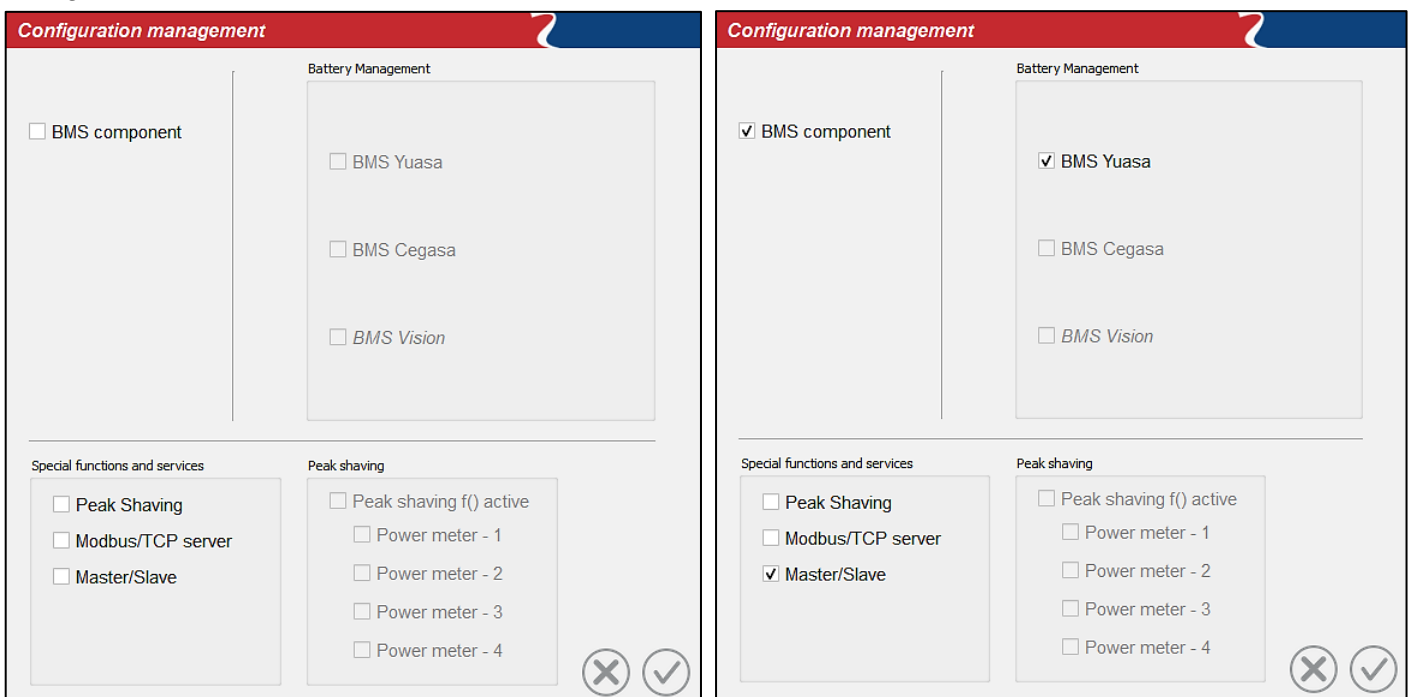 Configuration management
Battery Management
BMS component
BMS Yuasa
BMS Cegasa
BMS Vision
Special functions and services
Peak shaving
Peak Shaving
Peak shaving f() active
Modbus/TCP server
Power meter - 1
Master/Slave
Power meter - 2
Power meter - 3
Power meter - 4
Configuration management
Battery Management
BMS component
BMS Yuasa
BMS Cegasa
BMS Vision
Special functions and services
Peak shaving
Peak Shaving
Peak shaving f() active
Modbus/TCP server
Power meter - 1
Master/Slave
Power meter - 2
Power meter - 3
Power meter - 4